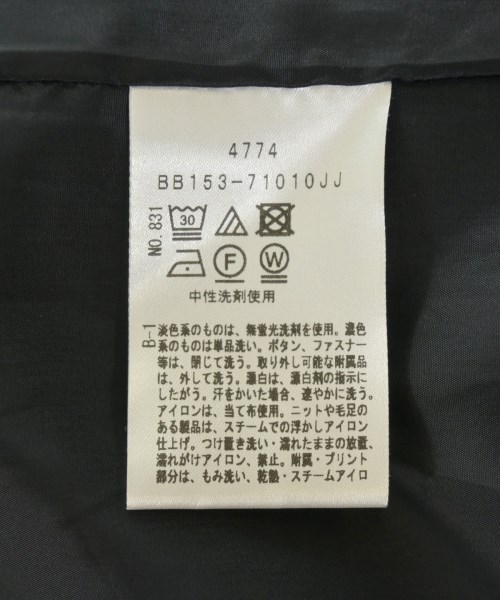 4774
BB153-71010JJ
NO.831
30
F W
中性洗剤使用
B-1
淡色系のものは、無蛍光洗剤を使用。濃色
系のものは単品洗い。ボタン、ファスナー
等は、閉じて洗う。取り外し可能な附属品
は、外して洗う。漂白は、漂白剤の指示に
したがう。汗をかいた場合、速やかに洗う。
アイロンは、当て布使用。ニットや毛足の
ある製品は、スチームでの浮かしアイロン
仕上げ。つけ置き洗い・濡れたままの放置、
濡れがけアイロン、禁止。附属・プリント
部分は、もみ洗い、乾熱・スチームアイロ